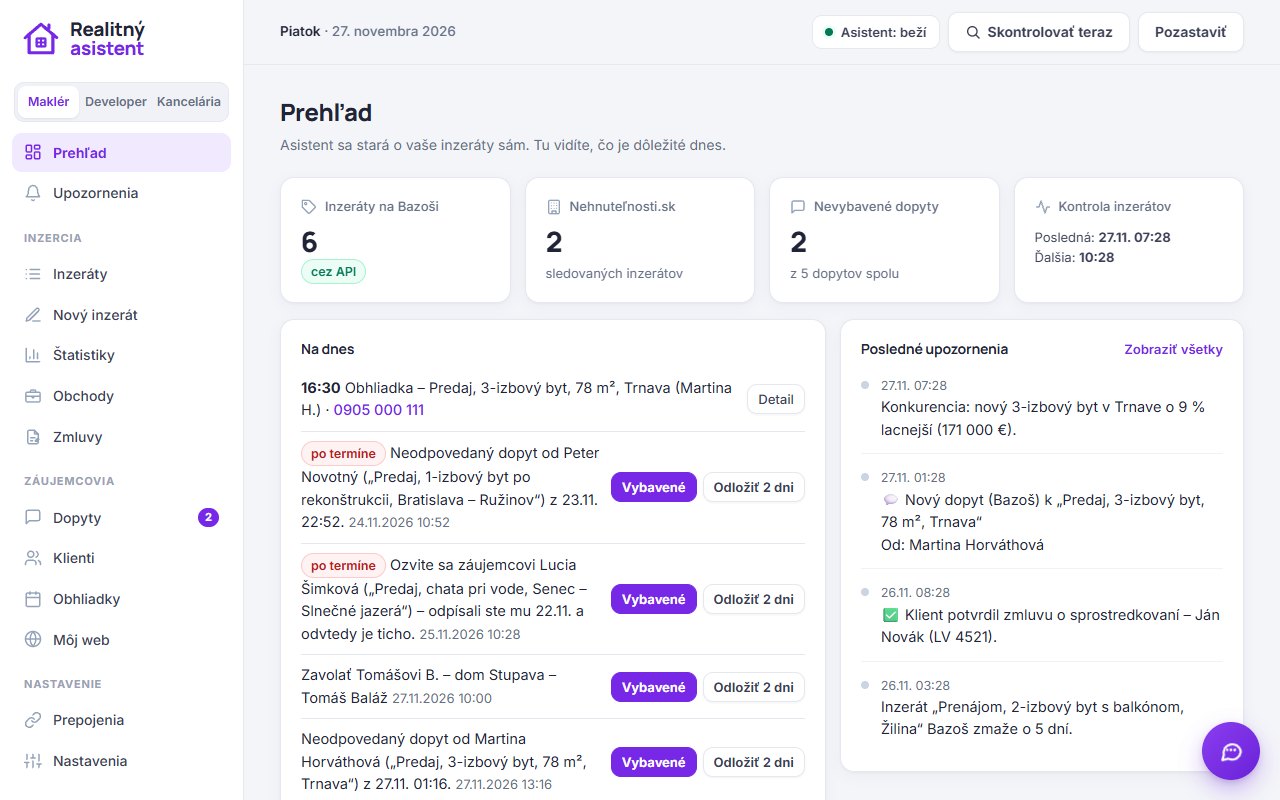 Realitný
asistent
Maklér Developer Kancelária
Prehľad
Upozornenia
INZERCIA
Inzeráty
Nový inzerát
Štatistiky
Obchody
Zmluvy
ZÁUJEMCOVIA
Dopyty 2
Klienti
Obhliadky
Môj web
NASTAVENIE
Prepojenia
Nastavenia
Piatok · 27. novembra 2026
Asistent: beží
Skontrolovať teraz
Pozastaviť
Prehľad
Asistent sa stará o vaše inzeráty sám. Tu vidíte, čo je dôležité dnes.
Inzeráty na Bazoši
6
cez API
Nehnuteľnosti.sk
2
sledovaných inzerátov
Nevybavené dopyty
2
z 5 dopytov spolu
Kontrola inzerátov
Posledná: 27.11. 07:28
Ďalšia: 10:28
Na dnes
16:30 Obhliadka – Predaj, 3-izbový byt, 78 m², Trnava (Martina
H.) · 0905 000 111
Detail
po termíne Neodpovedaný dopyt od Peter
Novotný („Predaj, 1-izbový byt po
rekonštrukcii, Bratislava – Ružinov“) z 23.11.
22:52. 24.11.2026 10:52
Vybavené Odložiť 2 dni
po termíne Ozvite sa záujemcovi Lucia
Šimková („Predaj, chata pri vode, Senec –
Slnečné jazerá“) – odpísali ste mu 22.11. a
odvtedy je ticho. 25.11.2026 10:28
Vybavené Odložiť 2 dni
Zavolať Tomášovi B. – dom Stupava –
Tomáš Baláž 27.11.2026 10:00
Vybavené Odložiť 2 dni
Neodpovedaný dopyt od Martina
Horváthová („Predaj, 3-izbový byt, 78 m²,
Trnava“) z 27.11. 01:16. 27.11.2026 13:16
Vybavené Odložiť 2 dni
Posledné upozornenia Zobraziť všetky
27.11. 07:28
Konkurencia: nový 3-izbový byt v Trnave o 9 %
lacnejší (171 000 €).
27.11. 01:28
💬 Nový dopyt (Bazoš) k „Predaj, 3-izbový byt,
78 m², Trnava“
Od: Martina Horváthová
26.11. 08:28
✅ Klient potvrdil zmluvu o sprostredkovaní – Ján
Novák (LV 4521).
26.11. 03:28
Inzerát „Prenájom, 2-izbový byt s balkónom,
Žilina“ Bazoš zmaže o 5 dní.